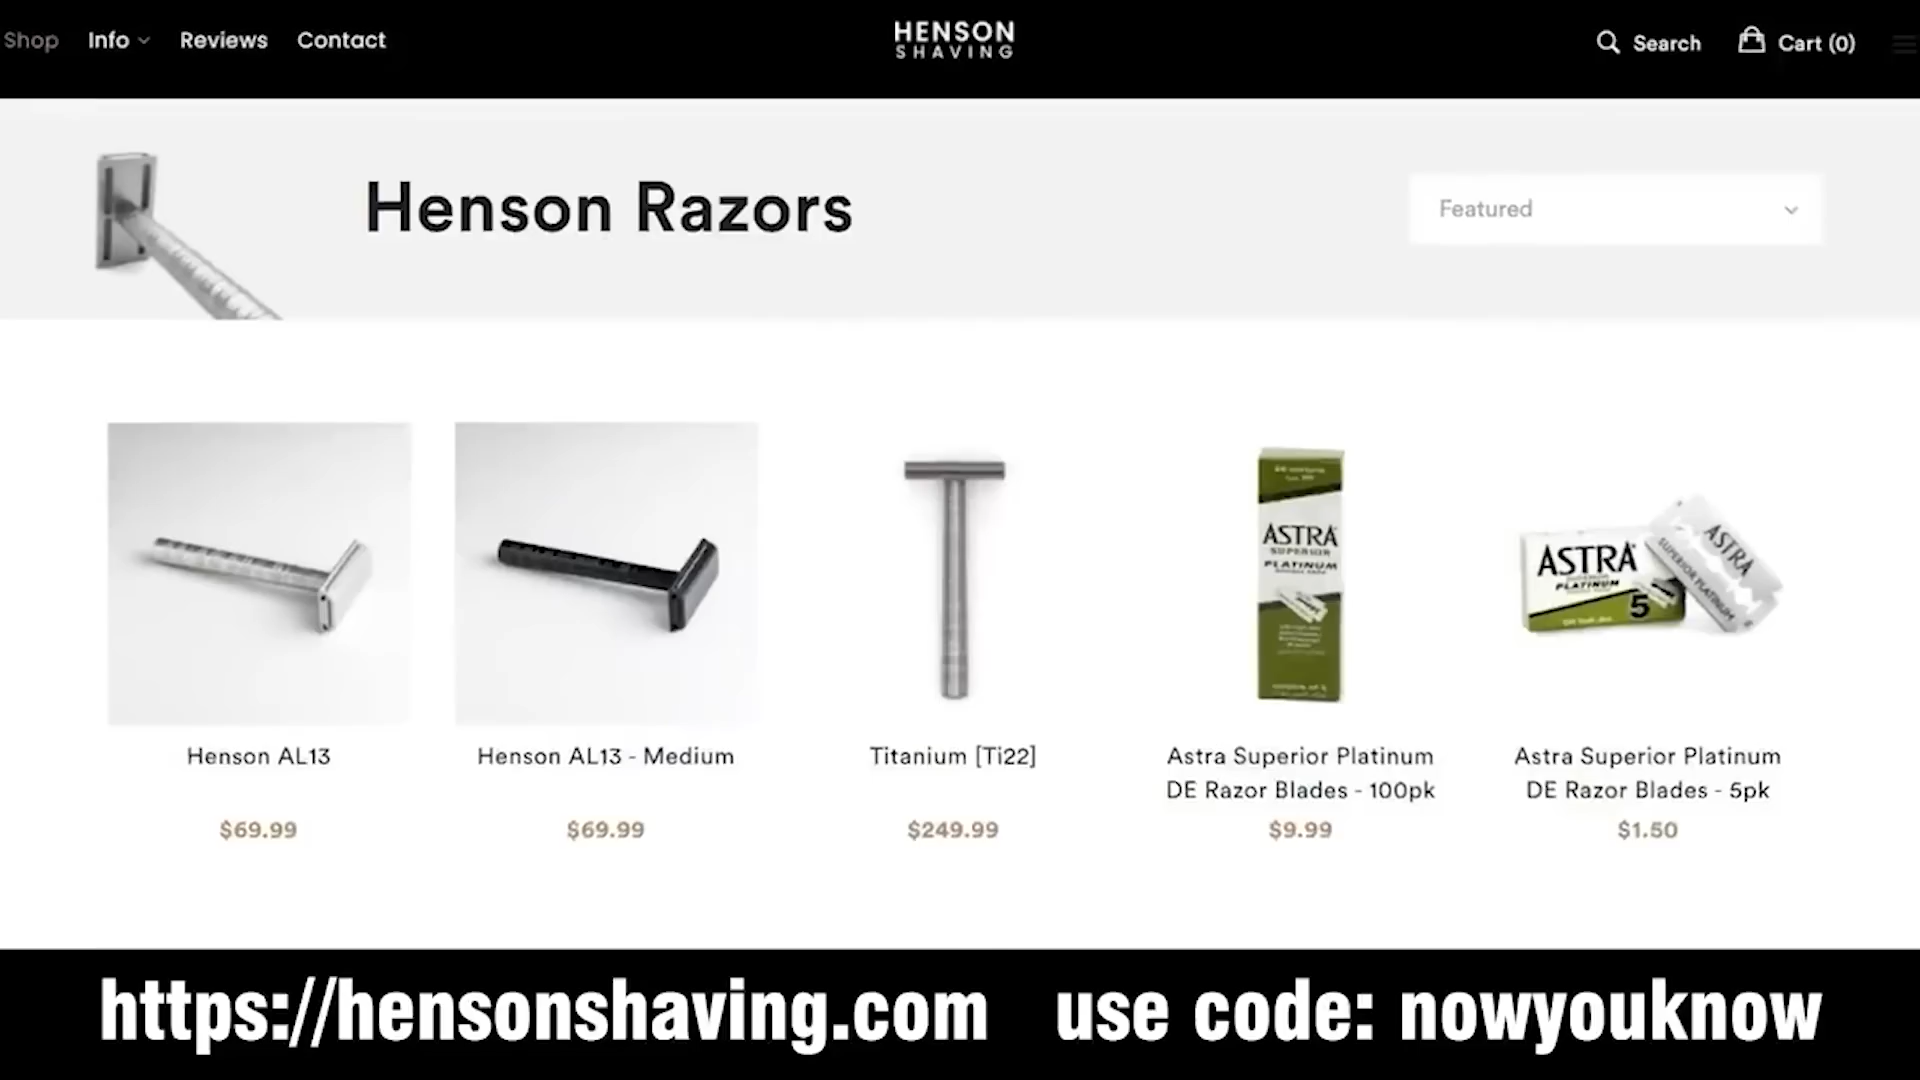 Shop Info Reviews Contact
HENSON
SHAVING
Search Cart (0)
Henson Razors
Featured
ASTRA
SUPERIOR
PLATINUM
ASTRA
PLATINUM
5
ASTRA
SUPERIOR PLATINUM
Henson AL13
$69.99
Henson AL13 - Medium
$69.99
Titanium [Ti22]
$249.99
Astra Superior Platinum
DE Razor Blades - 100pk
$9.99
Astra Superior Platinum
DE Razor Blades - 5pk
$1.50
https://hensonshaving.com use code: nowyouknow